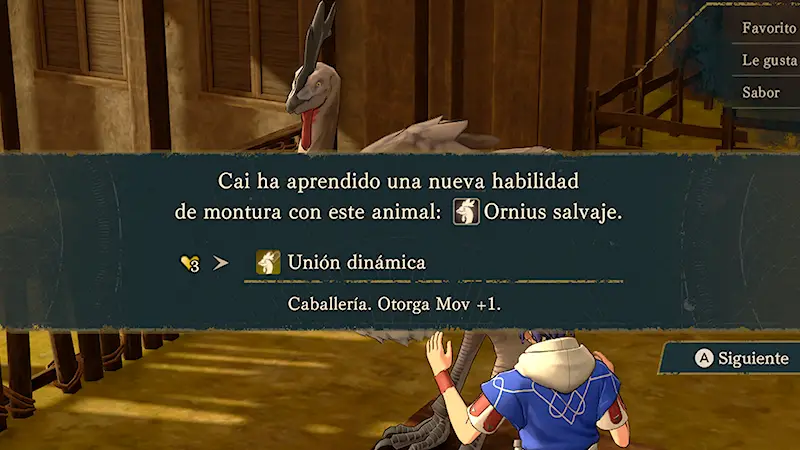 Favorito
Le gusta
Sabor
Cai ha aprendido una nueva habilidad
de montura con este animal: Ornius salvaje.
3 Unión dinámica
Caballería. Otorga Mov +1.
A Siguiente